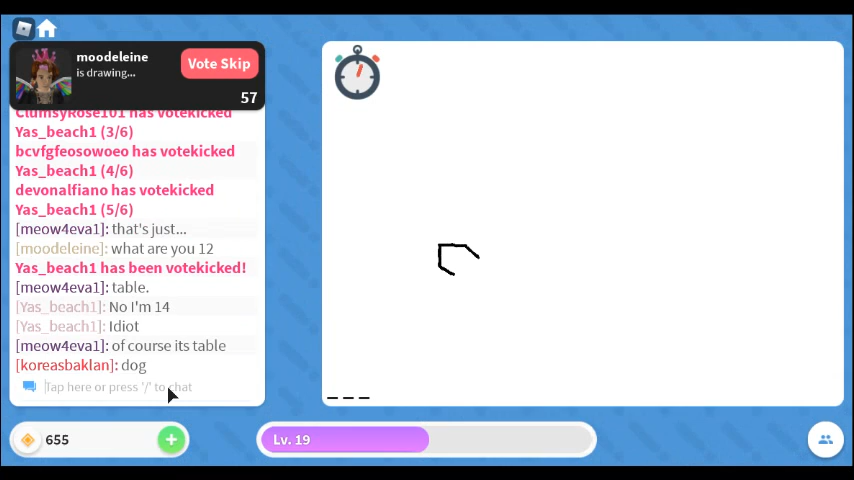 moodeleine
is drawing...
Vote Skip
57
ClumsyRose101 has votekicked
Yas_beach1 (3/6)
bcvfgfeosowoeo has votekicked
Yas_beach1 (4/6)
devonalfiano has votekicked
Yas_beach1 (5/6)
[meow4eva1]: that's just...
[moodeleine]: what are you 12
Yas_beach1 has been votekicked!
[meow4eva1]: table.
[Yas_beach1]: No I'm 14
[Yas_beach1]: Idiot
[meow4eva1]: of course its table
[koreasbaklan]: dog
Tap here or press '/' to chat
_ _ _
655
Lv. 19